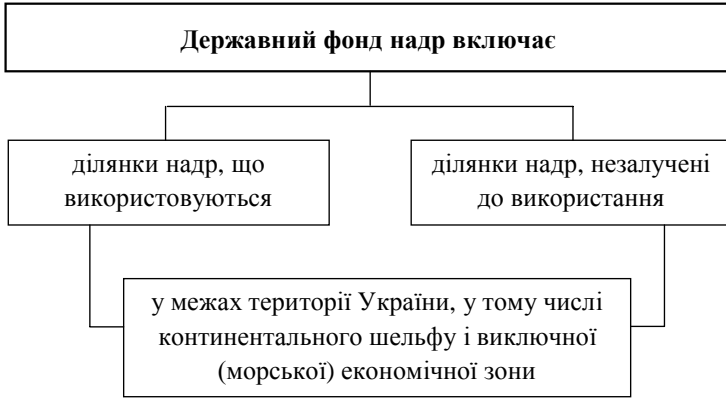 Державний фонд надр включає
ділянки надр, що
використовуються
ділянки надр, незалучені
до використання
у межах території України, у тому числі
континентального шельфу і виключної
(морської) економічної зони